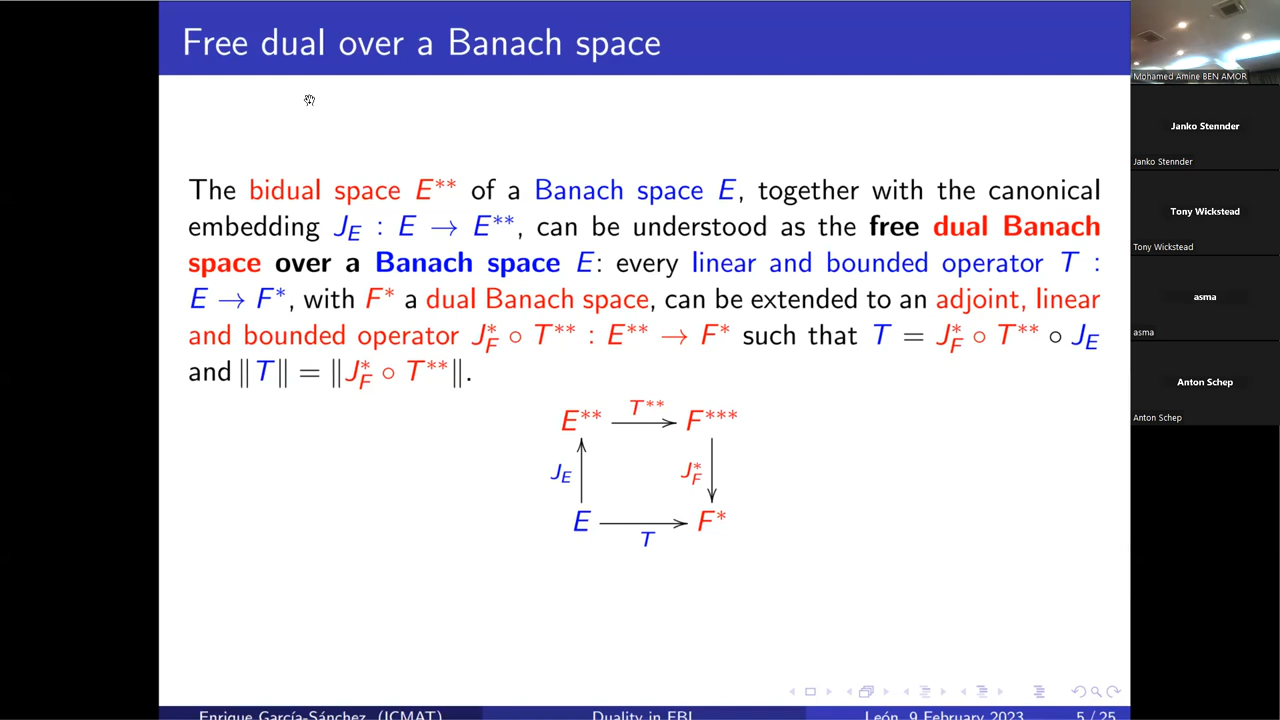 Free dual over a Banach space
The bidual space E** of a Banach space E, together with the canonical
embedding J_E : E → E**, can be understood as the free dual Banach
space over a Banach space E: every linear and bounded operator T :
E → F*, with F* a dual Banach space, can be extended to an adjoint, linear
and bounded operator J_F* ∘ T** : E** → F* such that T = J_F* ∘ T** ∘ J_E
and ‖T‖ = ‖J_F* ∘ T**‖.
E** T** F***
J_E J_F*
E T F*
Enrique García-Sánchez (ICMAT) Duality in FBL León, 9 February 2023 5 / 25
Mohamed Amine BEN AMOR
Janko Stennder
Janko Stennder
Tony Wickstead
Tony Wickstead
asma
asma
Anton Schep
Anton Schep